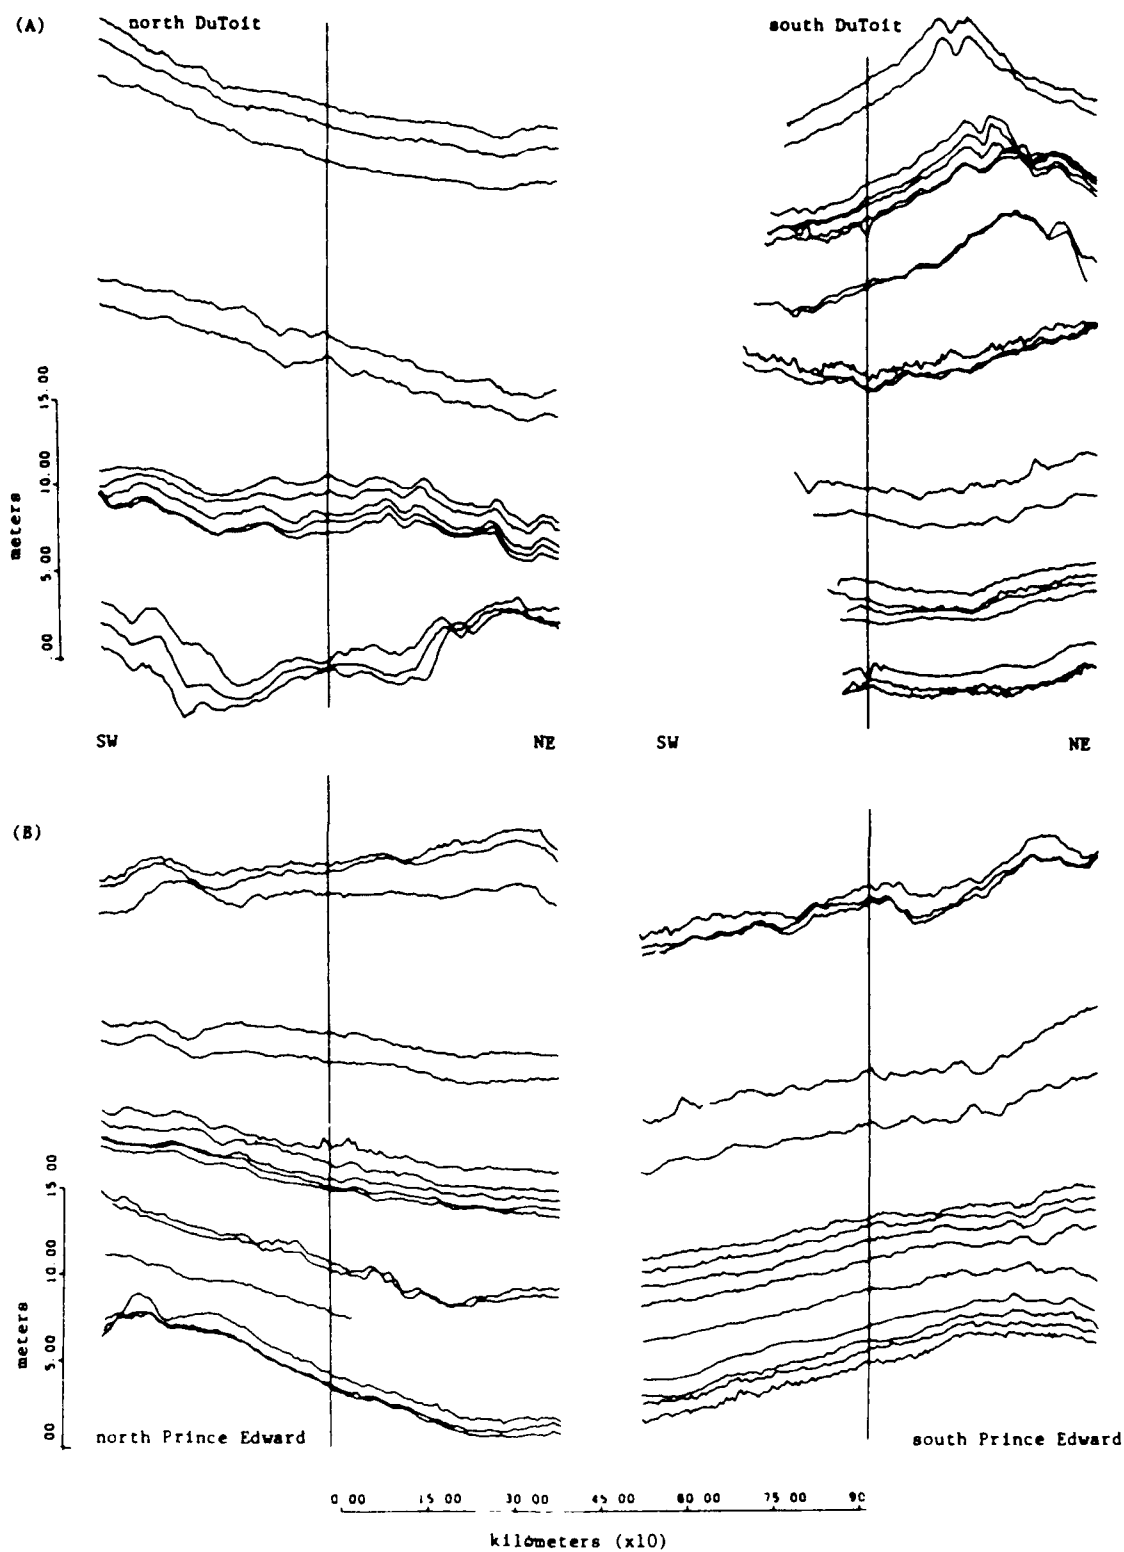 (A)
north DuToit
south DuToit
15.00
10.00
5.00
.00
meters
SW
NE
SW
NE
(B)
15 00
10 00
5.00
00
meters
north Prince Edward
south Prince Edward
0 00 15 00 30 00 45 00 60 00 75 00 90
kilometers (x10)